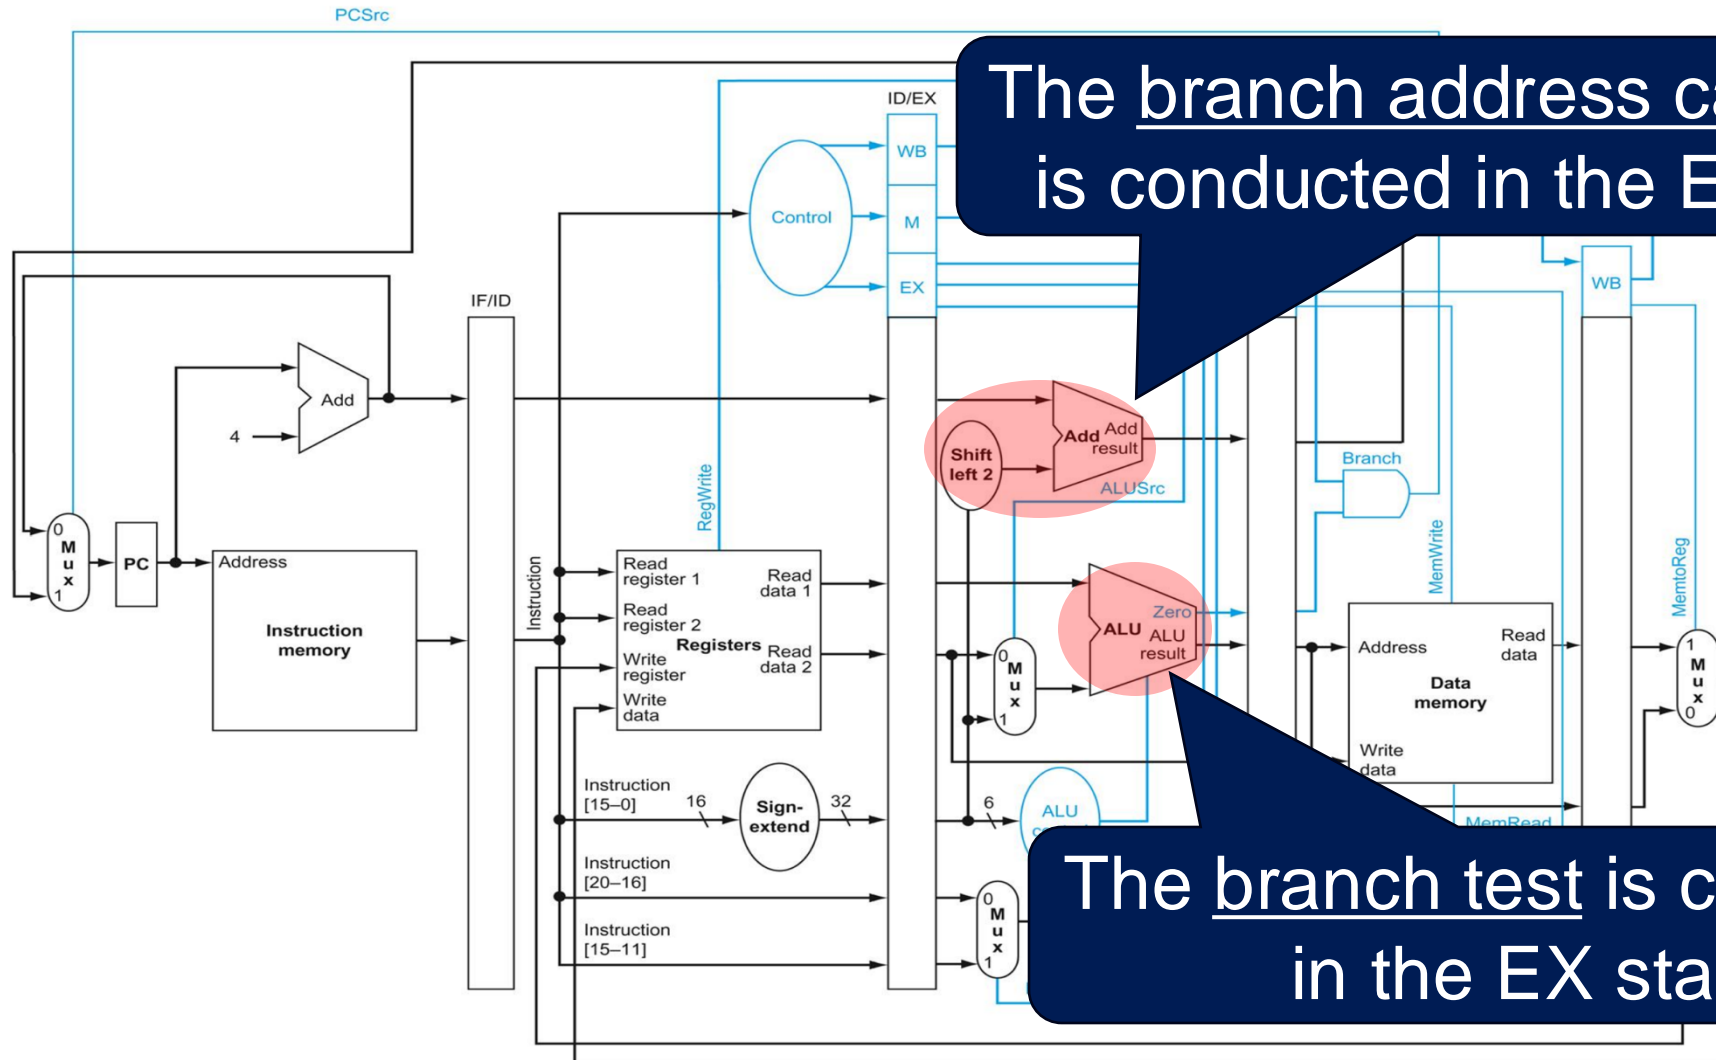 PCSrc
The branch address ca
is conducted in the E
ID/EX
WB
Control
M
EX
WB
IF/ID
Add
4
Add
Add
result
Shift
left 2
Branch
ALUSrc
RegWrite
MemWrite
MemtoReg
0
M
u
x
1
PC
Address
Instruction
memory
Instruction
Read
register 1
Read
data 1
Read
register 2
Registers
Read
data 2
Write
register
Write
data
Zero
ALU
ALU
result
0
M
u
x
1
Address
Read
data
Data
memory
Write
data
1
M
u
x
0
Instruction
[15–0]
16
Sign-
extend
32
6
ALU
MemRead
Instruction
[20–16]
Instruction
[15–11]
0
M
u
x
1
The branch test is c
in the EX sta